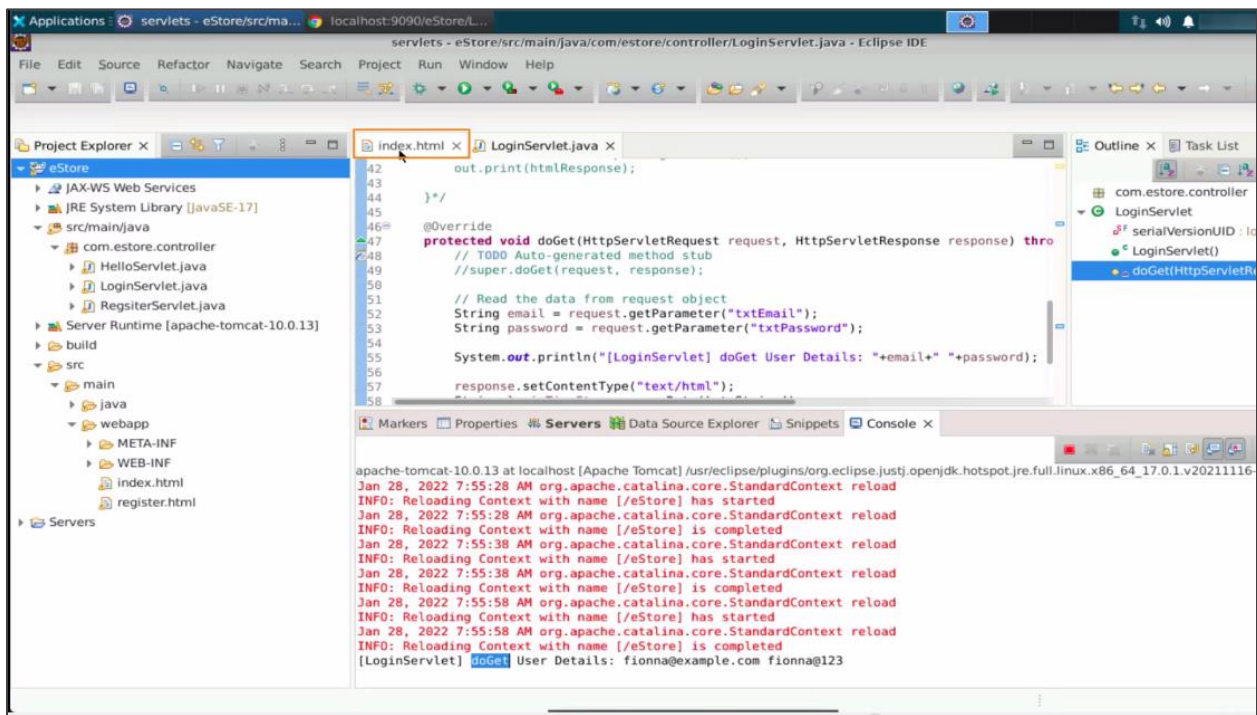 Applications
servlets - eStore/src/ma...
localhost:9090/eStore/L...
servlets - eStore/src/main/java/com/estore/controller/LoginServlet.java - Eclipse IDE
File Edit Source Refactor Navigate Search Project Run Window Help
Project Explorer
eStore
JAX-WS Web Services
JRE System Library [JavaSE-17]
src/main/java
com.estore.controller
HelloServlet.java
LoginServlet.java
RegsiterServlet.java
Server Runtime [apache-tomcat-10.0.13]
build
src
main
java
webapp
META-INF
WEB-INF
index.html
register.html
Servers
index.html
LoginServlet.java
42 out.print(htmlResponse);
43
44 }*/
45
46 @Override
47 protected void doGet(HttpServletRequest request, HttpServletResponse response) thro
48 // TODO Auto-generated method stub
49 //super.doGet(request, response);
50
51 // Read the data from request object
52 String email = request.getParameter("txtEmail");
53 String password = request.getParameter("txtPassword");
54
55 System.out.println("[LoginServlet] doGet User Details: "+email+" "+password);
56
57 response.setContentType("text/html");
58
Outline
Task List
com.estore.controller
LoginServlet
serialVersionUID : lo
LoginServlet()
doGet(HttpServletRe
Markers Properties Servers Data Source Explorer Snippets Console
apache-tomcat-10.0.13 at localhost [Apache Tomcat] /usr/eclipse/plugins/org.eclipse.justj.openjdk.hotspot.jre.full.linux.x86_64_17.0.1.v20211116-
Jan 28, 2022 7:55:28 AM org.apache.catalina.core.StandardContext reload
INFO: Reloading Context with name [/eStore] has started
Jan 28, 2022 7:55:28 AM org.apache.catalina.core.StandardContext reload
INFO: Reloading Context with name [/eStore] is completed
Jan 28, 2022 7:55:38 AM org.apache.catalina.core.StandardContext reload
INFO: Reloading Context with name [/eStore] has started
Jan 28, 2022 7:55:38 AM org.apache.catalina.core.StandardContext reload
INFO: Reloading Context with name [/eStore] is completed
Jan 28, 2022 7:55:58 AM org.apache.catalina.core.StandardContext reload
INFO: Reloading Context with name [/eStore] has started
Jan 28, 2022 7:55:58 AM org.apache.catalina.core.StandardContext reload
INFO: Reloading Context with name [/eStore] is completed
[LoginServlet] doGet User Details: fionna@example.com fionna@123